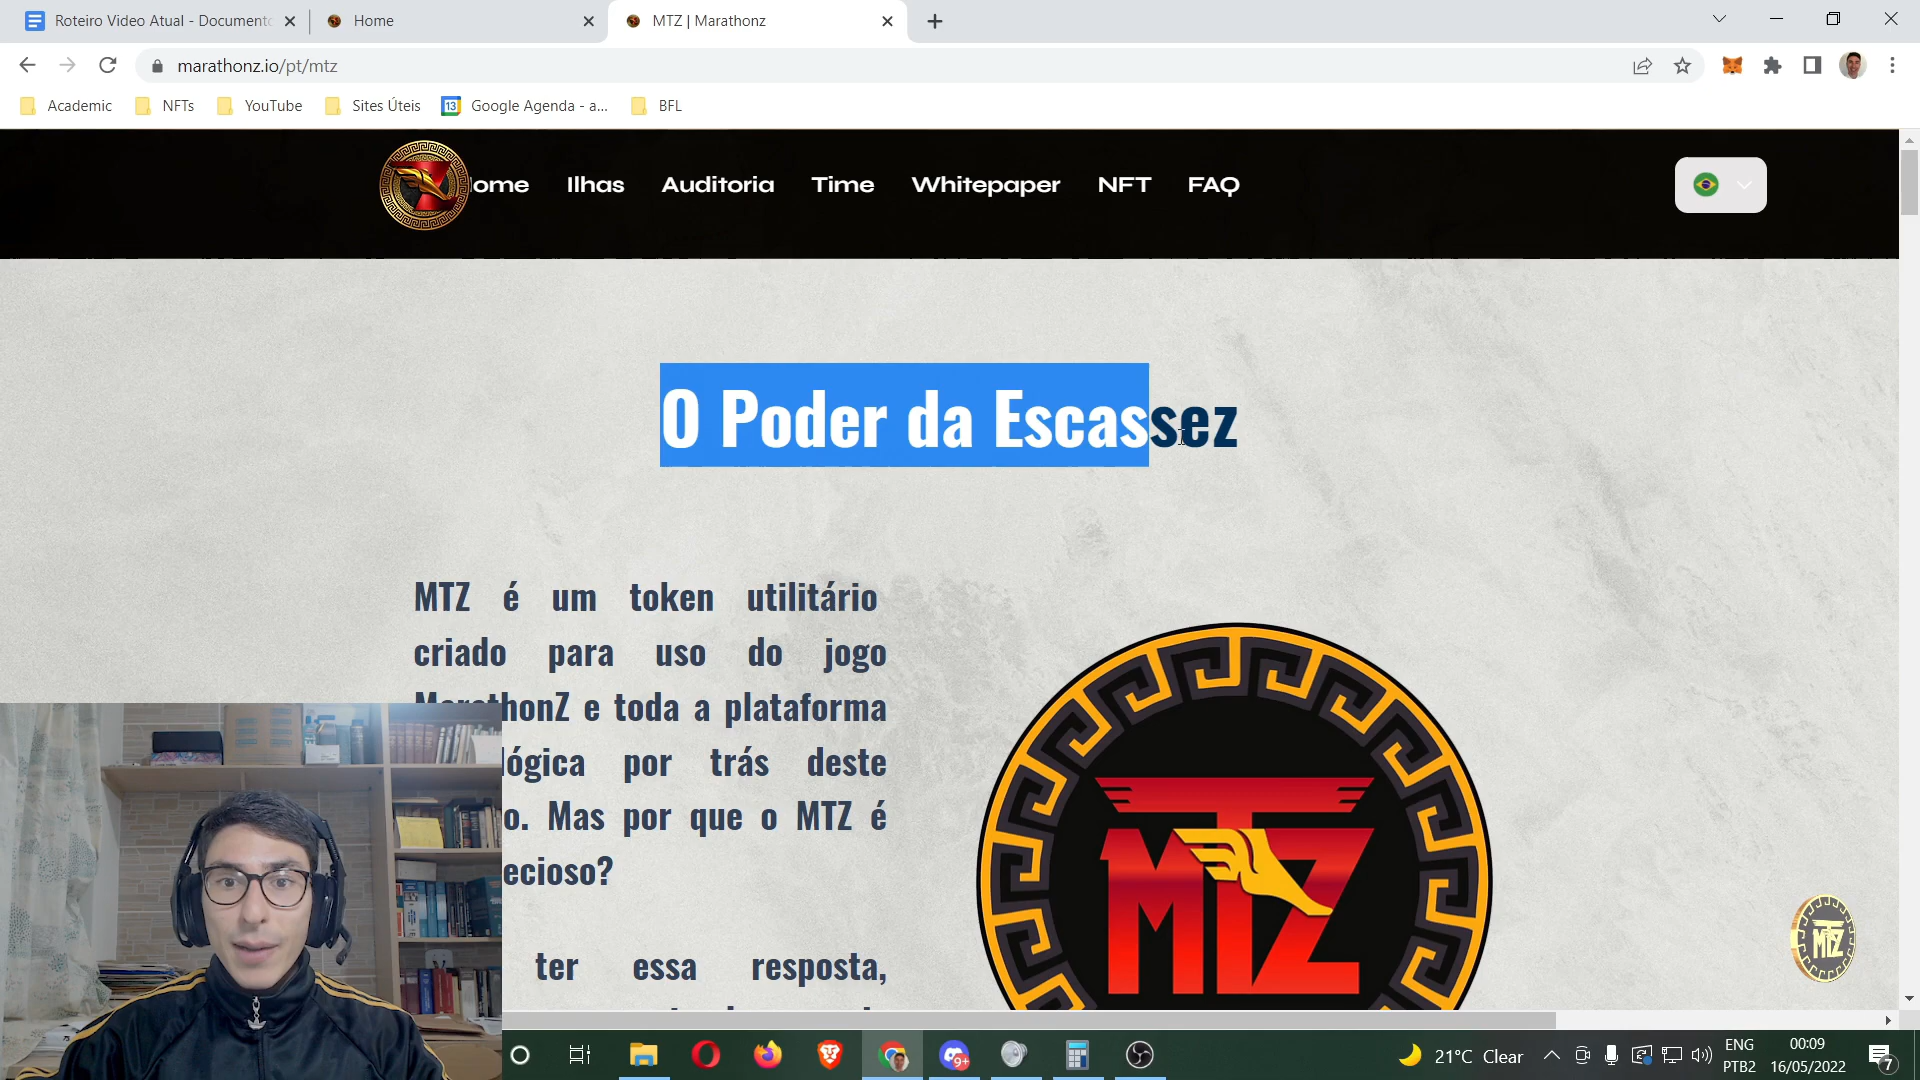 Roteiro Video Atual - Document
Home
MTZ | Marathonz
marathonz.io/pt/mtz
Academic
NFTs
YouTube
Sites Úteis
13
Google Agenda - a...
BFL
ome
Ilhas
Auditoria
Time
Whitepaper
NFT
FAQ
O Poder da Escassez
MTZ é um token utilitário
criado para uso do jogo
MarathonZ e toda a plataforma
lógica por trás deste
o. Mas por que o MTZ é
ecioso?
ter essa resposta,
MTZ
MTZ
9+
21°C Clear
ENG
PTB2
00:09
16/05/2022
7